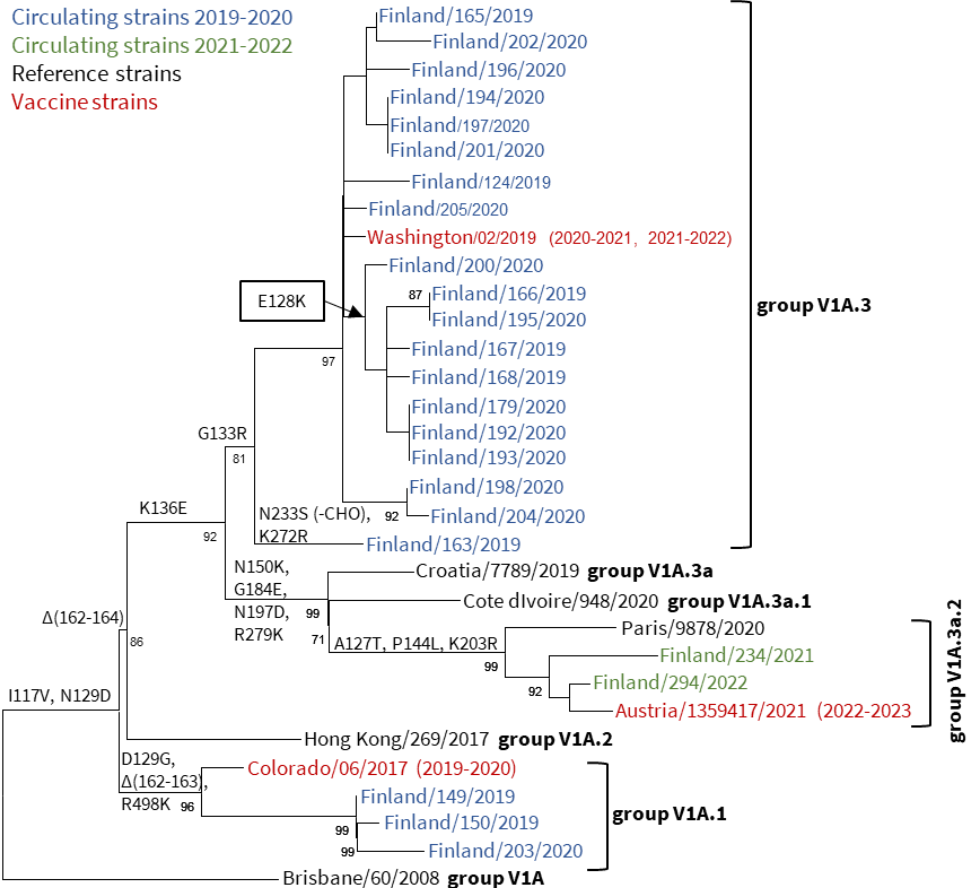 Circulating strains 2019-2020
Circulating strains 2021-2022
Reference strains
Vaccine strains
Finland/165/2019
Finland/202/2020
Finland/196/2020
Finland/194/2020
Finland/197/2020
Finland/201/2020
Finland/124/2019
Finland/205/2020
Washington/02/2019 (2020-2021, 2021-2022)
Finland/200/2020
E128K
87 Finland/166/2019
Finland/195/2020
group V1A.3
Finland/167/2019
97
Finland/168/2019
Finland/179/2020
G133R
Finland/192/2020
81
Finland/193/2020
Finland/198/2020
K136E
N233S (-CHO),
92 Finland/204/2020
92
K272R
Finland/163/2019
N150K,
Croatia/7789/2019 group V1A.3a
G184E,
Cote dIvoire/948/2020 group V1A.3a.1
N197D,
99
Δ(162-164)
R279K
71
Paris/9878/2020
86
A127T, P144L, K203R
Finland/234/2021
99
92
Finland/294/2022
group V1A.3a.2
I117V, N129D
Austria/1359417/2021 (2022-2023
Hong Kong/269/2017 group V1A.2
D129G,
Colorado/06/2017 (2019-2020)
Δ(162-163),
R498K 96
Finland/149/2019
group V1A.1
Finland/150/2019
99
99
Finland/203/2020
Brisbane/60/2008 group V1A